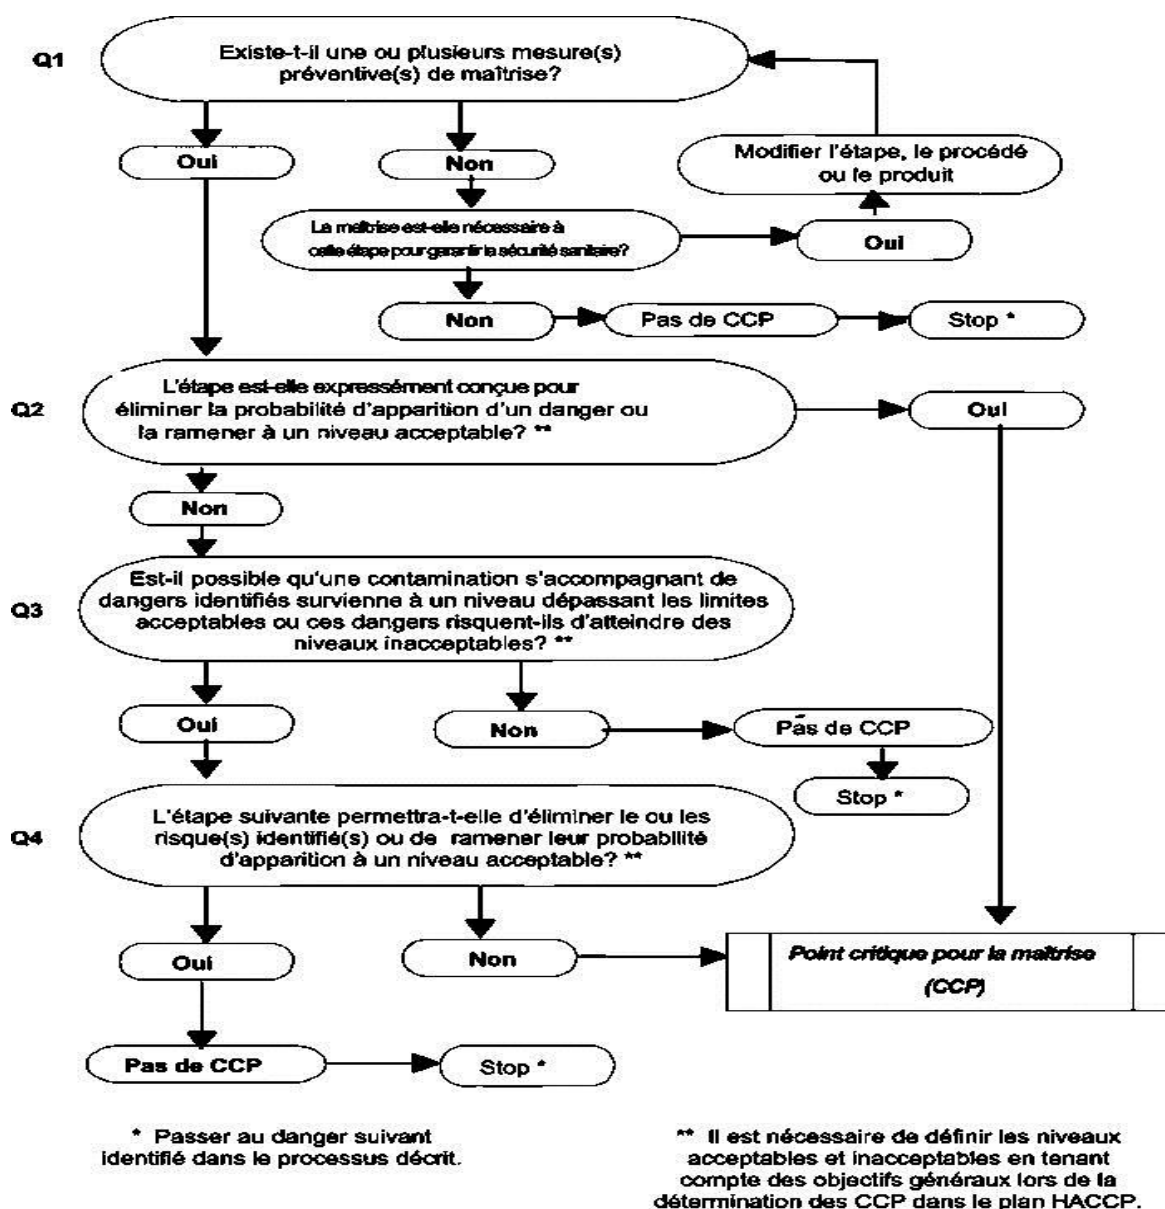 Q1
Existe-t-il une ou plusieurs mesure(s)
préventive(s) de maîtrise?
Oui
Non
Modifier l'étape, le procédé
ou le produit
La maîtrise est-elle nécessaire à
cette étape pour garantir la sécurité sanitaire?
Oui
Non
Pas de CCP
Stop *
Q2
L'étape est-elle expressément conçue pour
éliminer la probabilité d'apparition d'un danger ou
la ramener à un niveau acceptable? **
Oui
Non
Q3
Est-il possible qu'une contamination s'accompagnant de
dangers identifiés survienne à un niveau dépassant les limites
acceptables ou ces dangers risquent-ils d'atteindre des
niveaux inacceptables? **
Oui
Non
Pas de CCP
Stop *
Q4
L'étape suivante permettra-t-elle d'éliminer le ou les
risque(s) identifié(s) ou de ramener leur probabilité
d'apparition à un niveau acceptable? **
Oui
Non
Point critique pour la maîtrise
(CCP)
Pas de CCP
Stop *
* Passer au danger suivant
identifié dans le processus décrit.
** Il est nécessaire de définir les niveaux
acceptables et inacceptables en tenant
compte des objectifs généraux lors de la
détermination des CCP dans le plan HACCP.